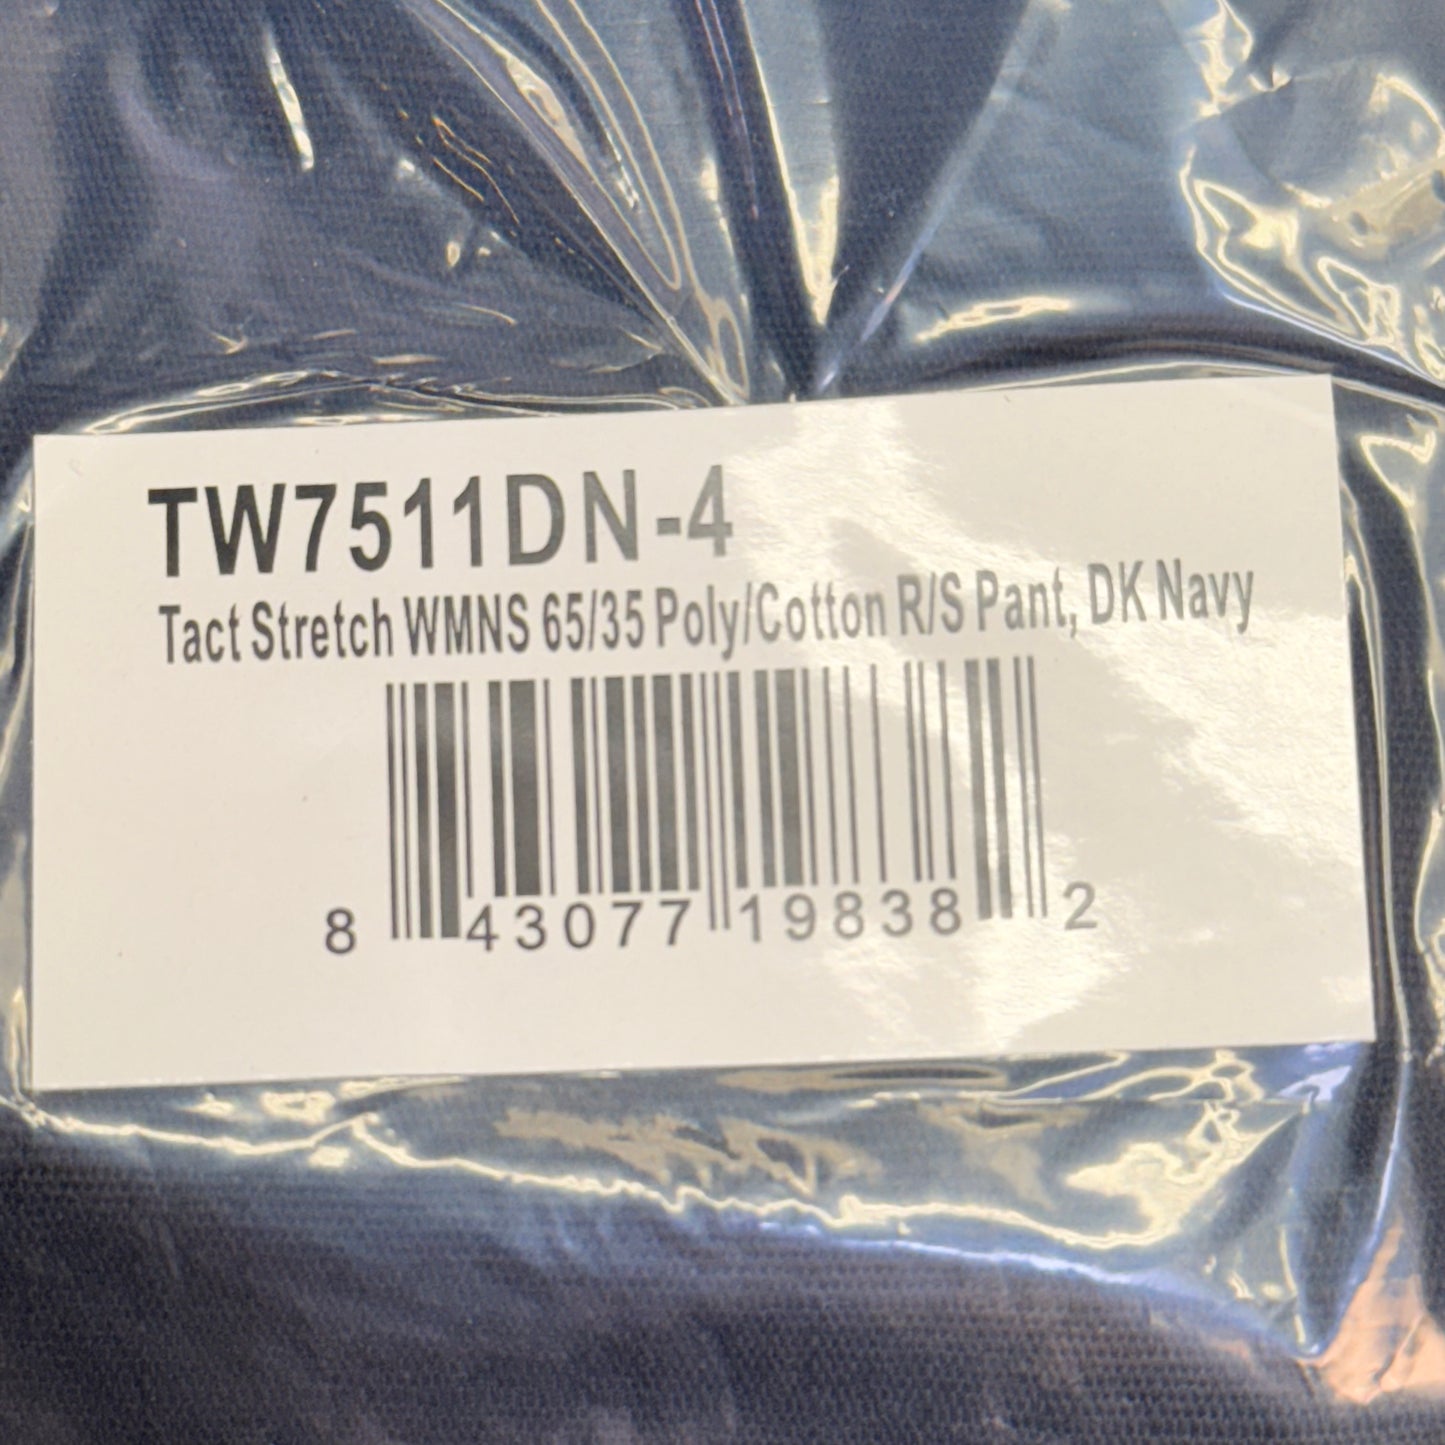 TW7511DN-4
Tact Stretch WMNS 65/35 Poly/Cotton R/S Pant, DK Navy
8 43077 19838 2